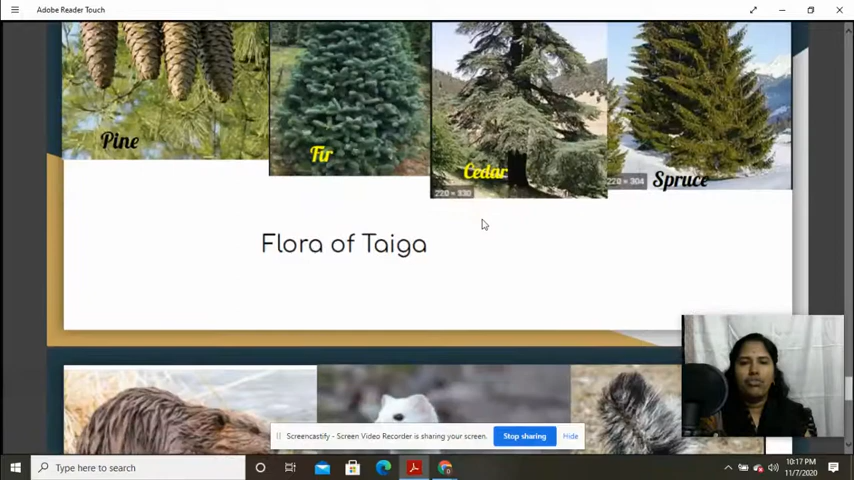 Adobe Reader Touch
Pine
Fir
Cedar
Spruce
220 × 330
220 × 304
Flora of Taiga
Screencastify - Screen Video Recorder is sharing your screen.
Stop sharing
Hide
Type here to search
10:17 PM
11/7/2020